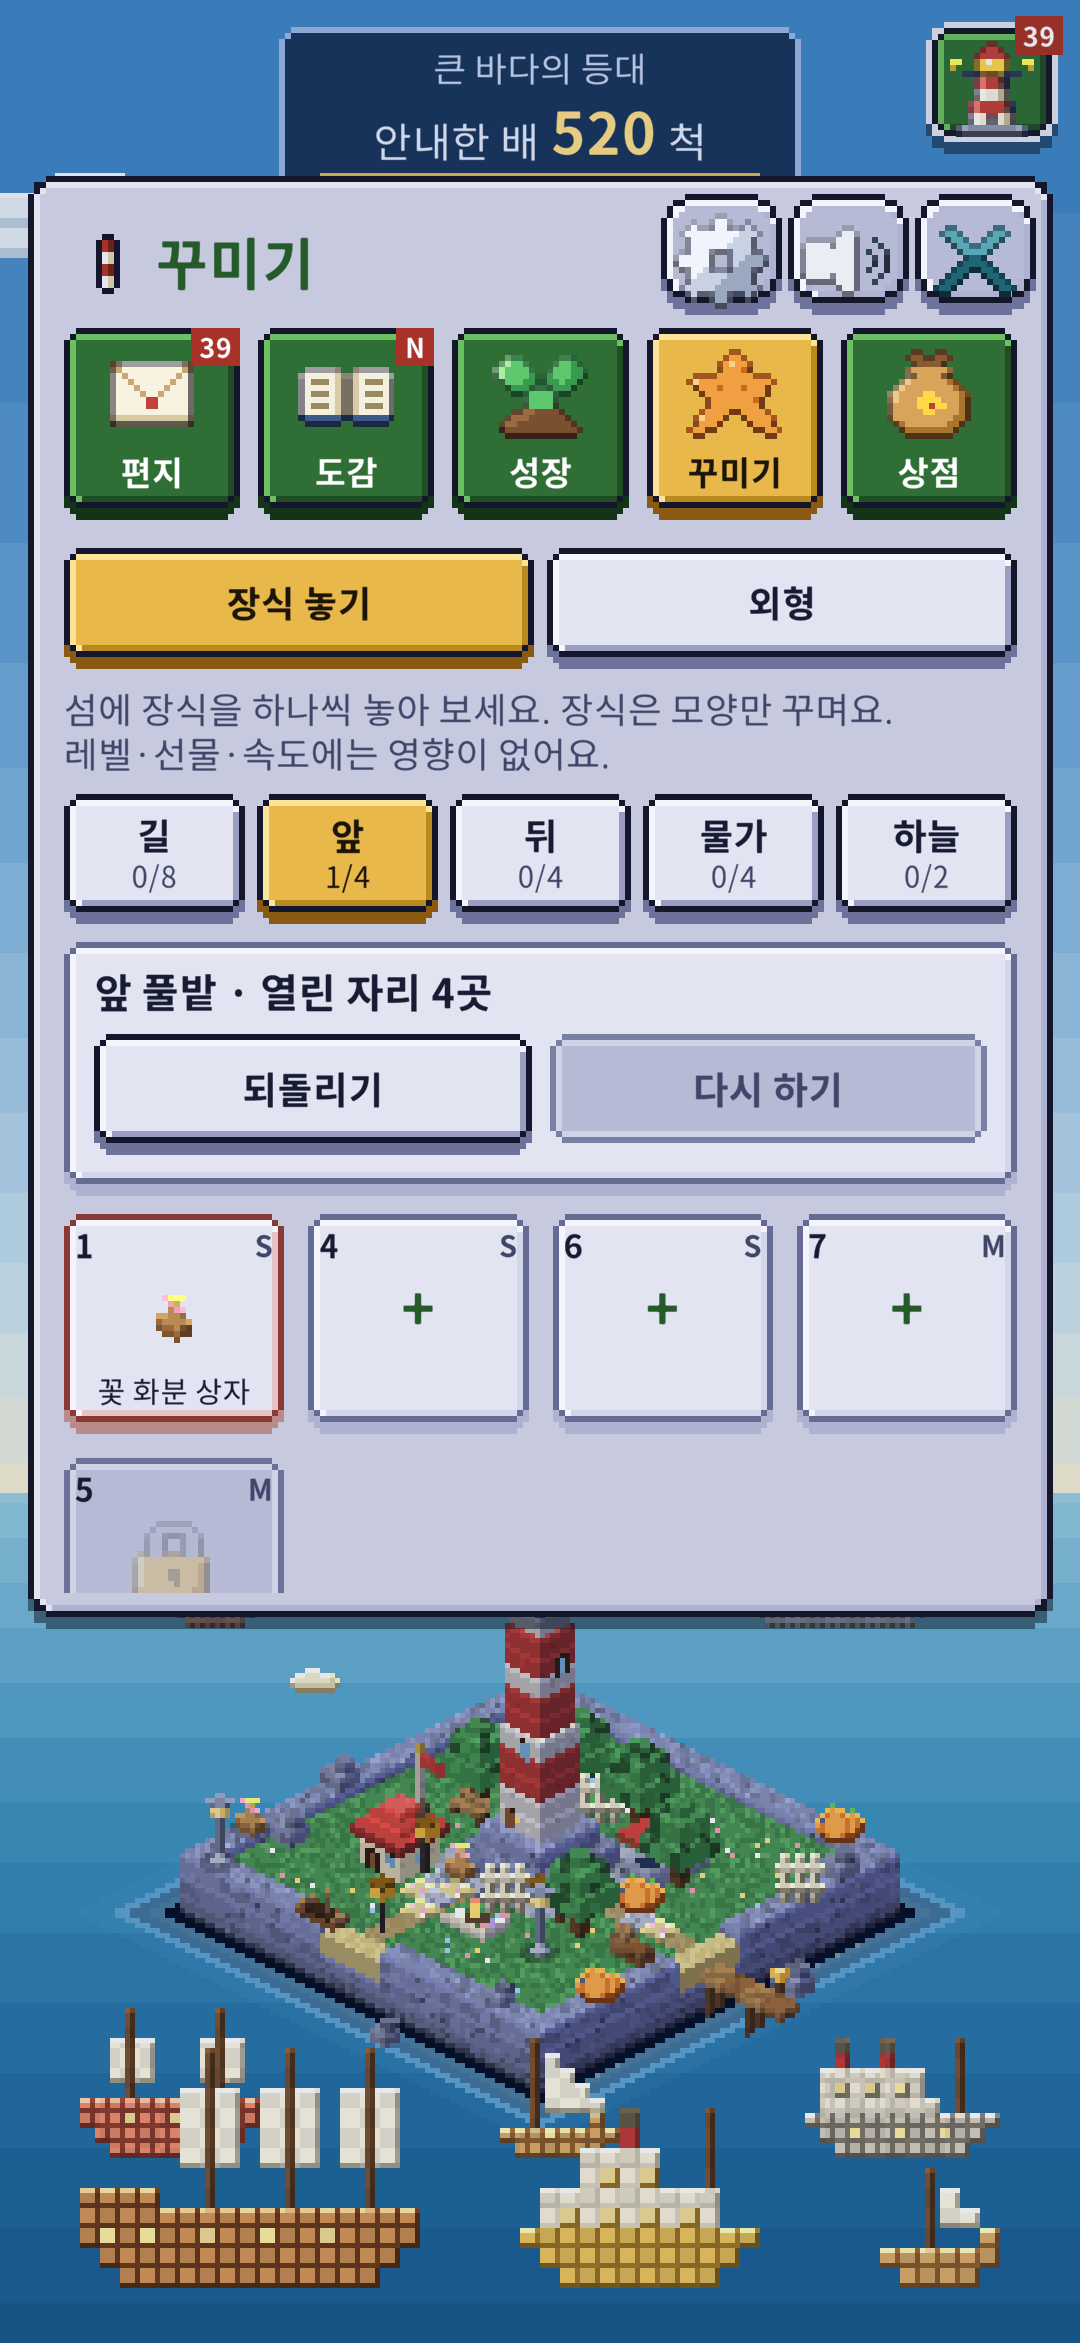 큰 바다의 등대
안내한 배 520 척
39
꾸미기
39
N
편지
도감
성장
꾸미기
상점
장식 놓기
외형
섬에 장식을 하나씩 놓아 보세요. 장식은 모양만 꾸며요.
레벨·선물·속도에는 영향이 없어요.
길
앞
뒤
물가
하늘
0/8
1/4
0/4
0/4
0/2
앞 풀밭 · 열린 자리 4곳
되돌리기
다시 하기
1 S
4 S
6 S
7 M
+
+
+
꽃 화분 상자
5 M